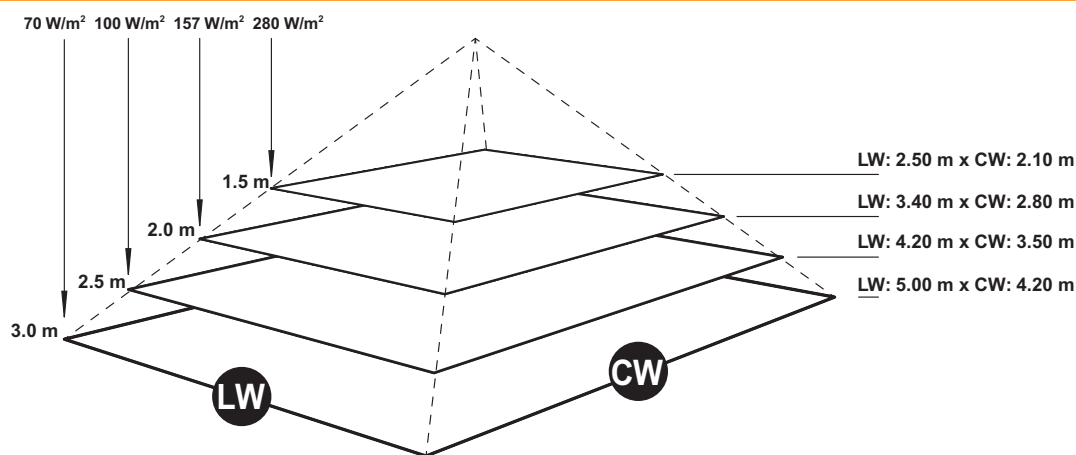 70 W/m² 100 W/m² 157 W/m² 280 W/m²
1.5 m
LW: 2.50 m x CW: 2.10 m
2.0 m
LW: 3.40 m x CW: 2.80 m
2.5 m
LW: 4.20 m x CW: 3.50 m
3.0 m
LW: 5.00 m x CW: 4.20 m
LW
CW